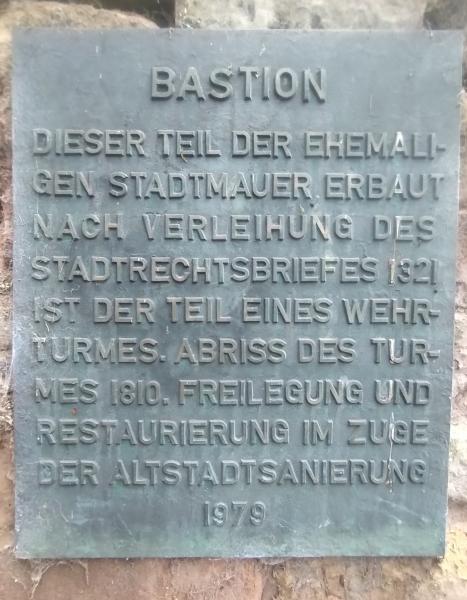 BASTION
DIESER TEIL DER EHEMALI-
GEN STADTMAUER, ERBAUT
NACH VERLEIHUNG DES
STADTRECHTSBRIEFES 1321
IST DER TEIL EINES WEHR-
TURMES. ABRISS DES TUR-
MES 1810. FREILEGUNG UND
RESTAURIERUNG IM ZUGE
DER ALTSTADTSANIERUNG
1979